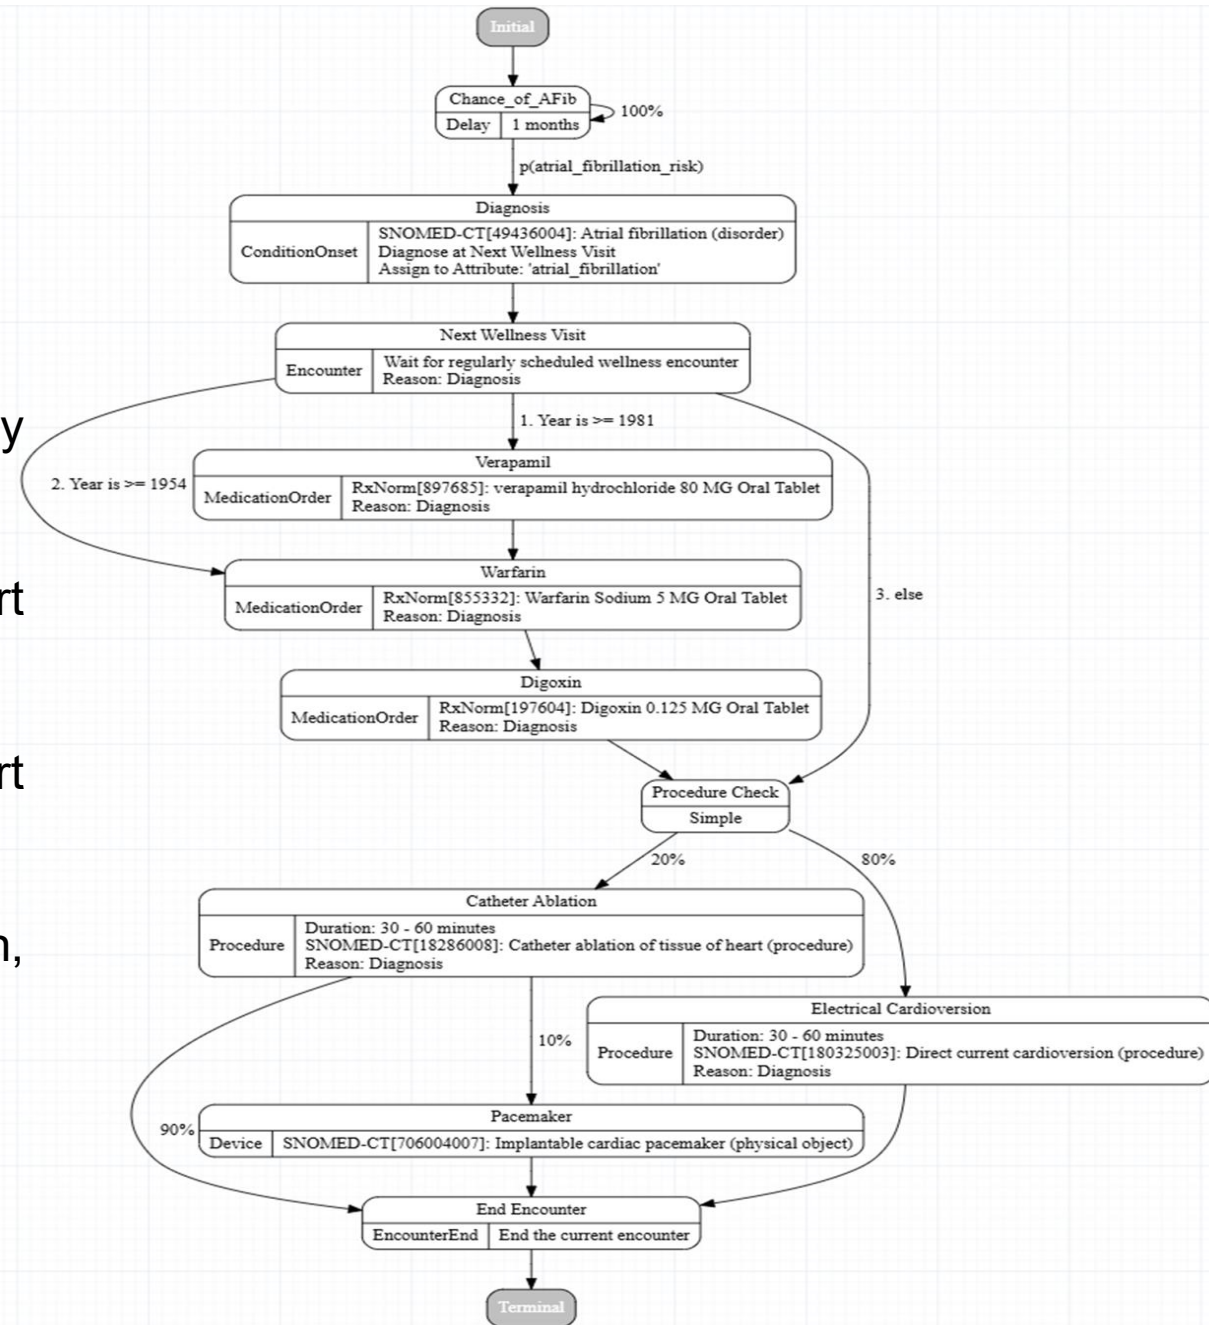 Initial
Chance_of_AFib
Delay 1 months
100%
p(atrial_fibrillation_risk)
Diagnosis
ConditionOnset
SNOMED-CT[49436004]: Atrial fibrillation (disorder)
Diagnose at Next Wellness Visit
Assign to Attribute: 'atrial_fibrillation'
Next Wellness Visit
Encounter
Wait for regularly scheduled wellness encounter
Reason: Diagnosis
y
1. Year is >= 1981
2. Year is >= 1954
Verapamil
MedicationOrder
RxNorm[897685]: verapamil hydrochloride 80 MG Oral Tablet
Reason: Diagnosis
rt
Warfarin
MedicationOrder
RxNorm[855332]: Warfarin Sodium 5 MG Oral Tablet
Reason: Diagnosis
3. else
Digoxin
MedicationOrder
RxNorm[197604]: Digoxin 0.125 MG Oral Tablet
Reason: Diagnosis
rt
Procedure Check
Simple
20%
80%
Catheter Ablation
Procedure
Duration: 30 - 60 minutes
SNOMED-CT[18286008]: Catheter ablation of tissue of heart (procedure)
Reason: Diagnosis
n,
Electrical Cardioversion
Procedure
Duration: 30 - 60 minutes
SNOMED-CT[180325003]: Direct current cardioversion (procedure)
Reason: Diagnosis
10%
90%
Pacemaker
Device SNOMED-CT[706004007]: Implantable cardiac pacemaker (physical object)
End Encounter
EncounterEnd End the current encounter
Terminal